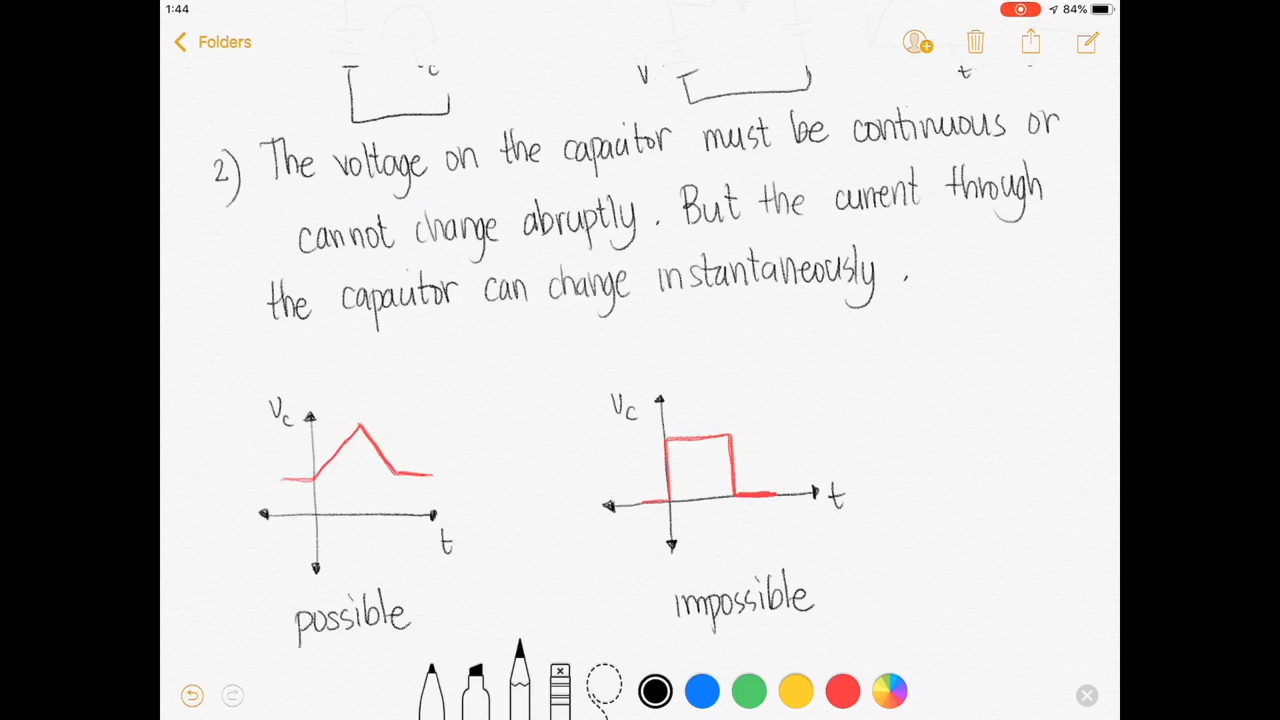 1:44
84%
Folders
c
V
t
2) The voltage on the capacitor must be continuous or
cannot change abruptly. But the current through
the capacitor can change instantaneously.
Vc
t
possible
Vc
t
impossible